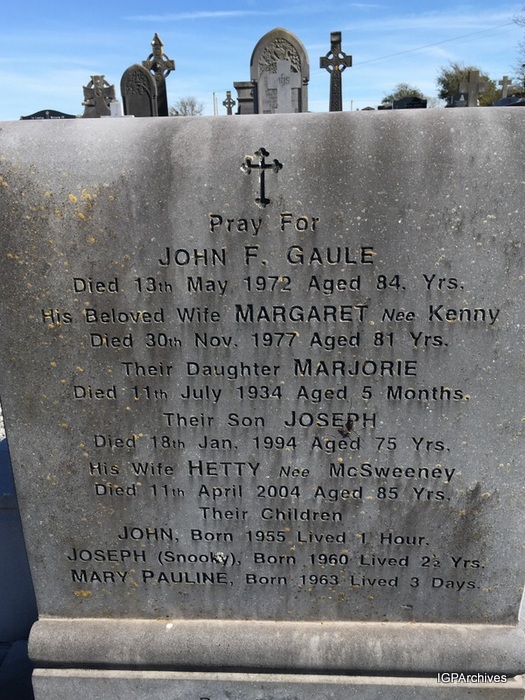 Pray For
JOHN F. GAULE
Died 13th May 1972 Aged 84. Yrs.
His Beloved Wife MARGARET Nee Kenny
Died 30th Nov. 1977 Aged 81 Yrs.
Their Daughter MARJORIE
Died 11th July 1934 Aged 5 Months.
Their Son JOSEPH
Died 18th Jan. 1994 Aged 75 Yrs.
His Wife HETTY Nee McSweeney
Died 11th April 2004 Aged 85 Yrs.
Their Children
JOHN, Born 1955 Lived 1 Hour.
JOSEPH (Snooky), Born 1960 Lived 2½ Yrs.
MARY PAULINE, Born 1963 Lived 3 Days.
IGPArchives